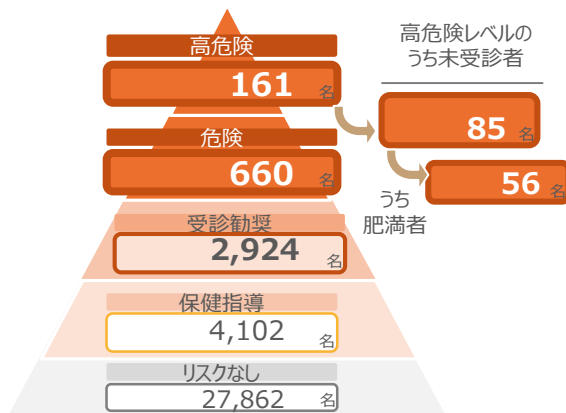 高危険
161 名
高危険レベルの
うち未受診者
85 名
危険
660 名
56 名
うち
肥満者
受診勧奨
2,924 名
保健指導
4,102 名
リスクなし
27,862 名